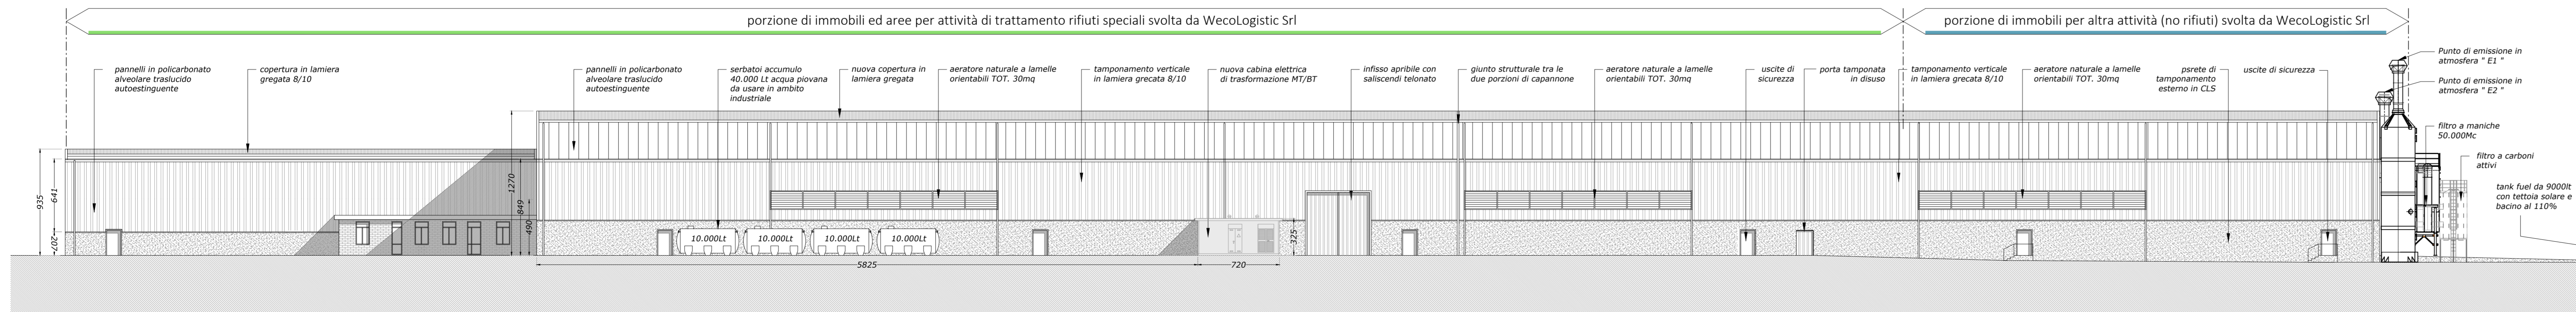 porzione di immobili ed aree per attività di trattamento rifiuti speciali svolta da WecoLogistic Srl
porzione di immobili per altra attività (no rifiuti) svolta da WecoLogistic Srl
pannelli in policarbonato
alveolare traslucido
autoestinguente
copertura in lamiera
gregata 8/10
pannelli in policarbonato
alveolare traslucido
autoestinguente
serbatoi accumulo
40.000 Lt acqua piovana
da usare in ambito
industriale
nuova copertura in
lamiera gregata
aeratore naturale a lamelle
orientabili TOT. 30mq
tamponamento verticale
in lamiera grecata 8/10
nuova cabina elettrica
di trasformazione MT/BT
infisso apribile con
saliscendi telonato
giunto strutturale tra le
due porzioni di capannone
aeratore naturale a lamelle
orientabili TOT. 30mq
uscite di
sicurezza
porta tamponata
in disuso
tamponamento verticale
in lamiera grecata 8/10
aeratore naturale a lamelle
orientabili TOT. 30mq
psrete di
tamponamento
esterno in CLS
uscite di sicurezza
Punto di emissione in
atmosfera " E1 "
Punto di emissione in
atmosfera " E2 "
filtro a maniche
50.000Mc
filtro a carboni
attivi
tank fuel da 9000lt
con tettoia solare e
bacino al 110%
935
641
207
1270
849
490
10.000Lt
10.000Lt
10.000Lt
10.000Lt
325
5825
720